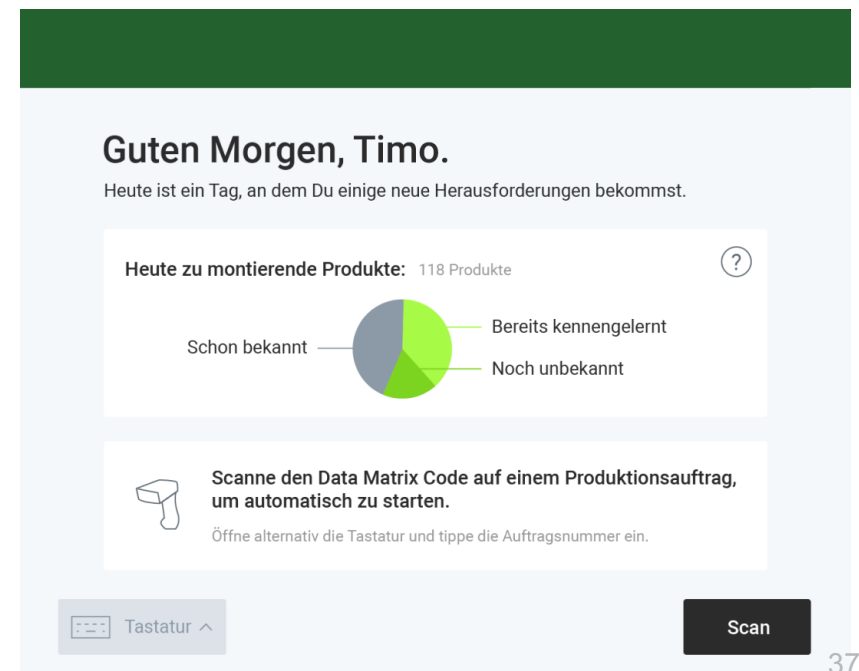 Guten Morgen, Timo.
Heute ist ein Tag, an dem Du einige neue Herausforderungen bekommst.
Heute zu montierende Produkte: 118 Produkte
?
Schon bekannt
Bereits kennengelernt
Noch unbekannt
Scanne den Data Matrix Code auf einem Produktionsauftrag,
um automatisch zu starten.
Öffne alternativ die Tastatur und tippe die Auftragsnummer ein.
Tastatur
Scan
37